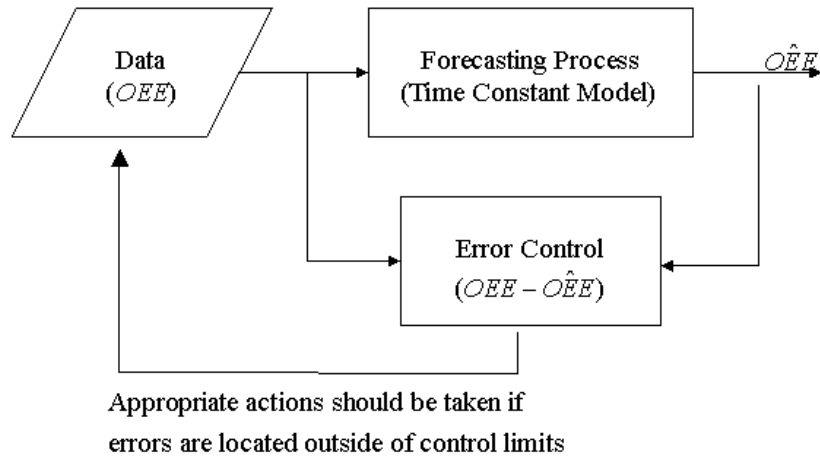 Data
(OEE)
Forecasting Process
(Time Constant Model)
OÊE
Error Control
(OEE – OÊE)
Appropriate actions should be taken if
errors are located outside of control limits